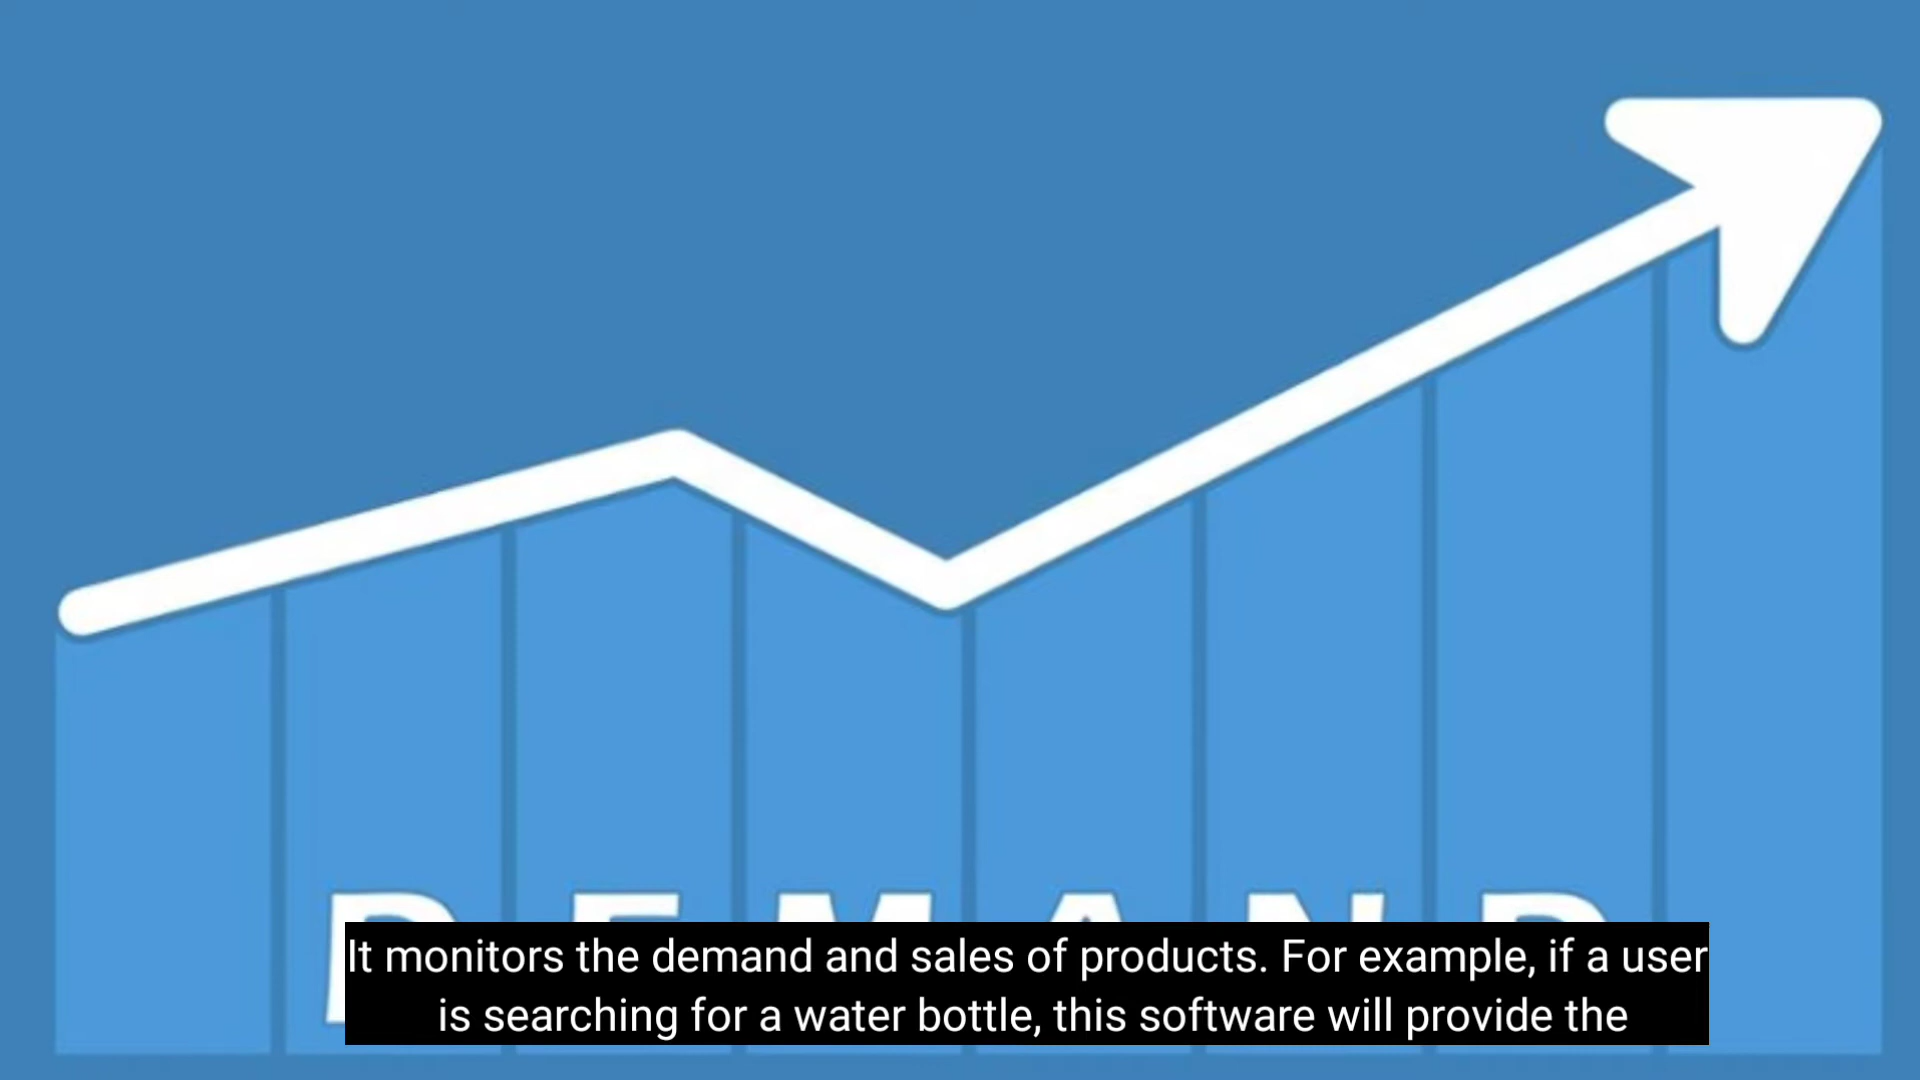 DEMAND
It monitors the demand and sales of products. For example, if a user
is searching for a water bottle, this software will provide the